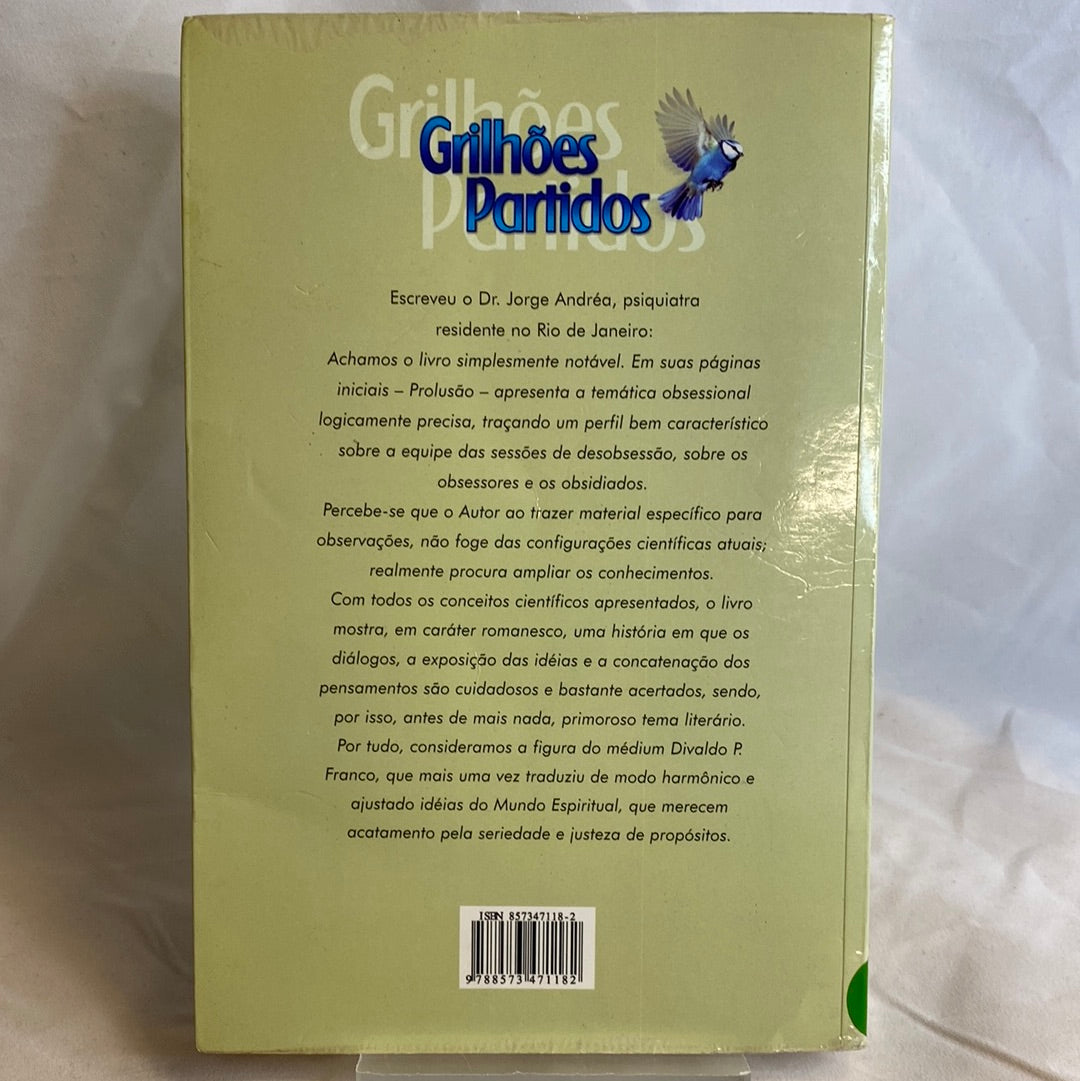 Grilhões
Partidos
Grilhões
Partidos
Escreveu o Dr. Jorge Andréa, psiquiatra
residente no Rio de Janeiro:
Achamos o livro simplesmente notável. Em suas páginas
iniciais – Prolusão – apresenta a temática obsessional
logicamente precisa, traçando um perfil bem característico
sobre a equipe das sessões de desobsessão, sobre os
obsessores e os obsidiados.
Percebe-se que o Autor ao trazer material específico para
observações, não foge das configurações científicas atuais;
realmente procura ampliar os conhecimentos.
Com todos os conceitos científicos apresentados, o livro
mostra, em caráter romanesco, uma história em que os
diálogos, a exposição das idéias e a concatenação dos
pensamentos são cuidadosos e bastante acertados, sendo,
por isso, antes de mais nada, primoroso tema literário.
Por tudo, consideramos a figura do médium Divaldo P.
Franco, que mais uma vez traduziu de modo harmônico e
ajustado idéias do Mundo Espiritual, que merecem
acatamento pela seriedade e justeza de propósitos.
ISBN 857347118-2
9788573471182